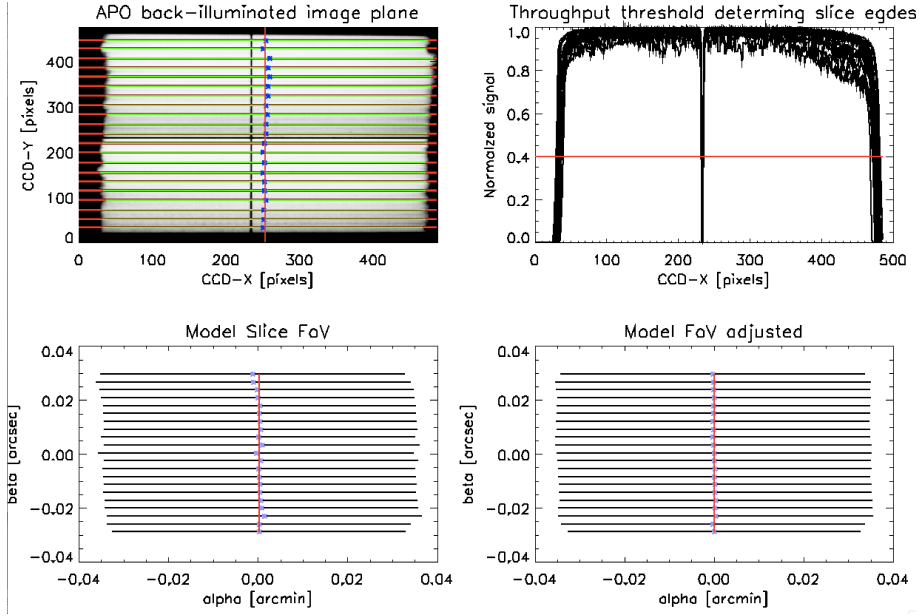 APO back-illuminated image plane
CCD-Y [pixels]
400
300
200
100
0
0 100 200 300 400
CCD-X [pixels]
Throughput threshold determing slice egdes
Normalized signal
1.0
0.8
0.6
0.4
0.2
0.0
0 100 200 300 400 500
CCD-X [pixels]
Model Slice FoV
beta [arcsec]
0.04
0.02
0.00
-0.02
-0.04
-0.04 -0.02 0.00 0.02 0.04
alpha [arcmin]
Model FoV adjusted
beta [arcsec]
0.04
0.02
0.00
-0.02
-0.04
-0.04 -0.02 0.00 0.02 0.04
alpha [arcmin]